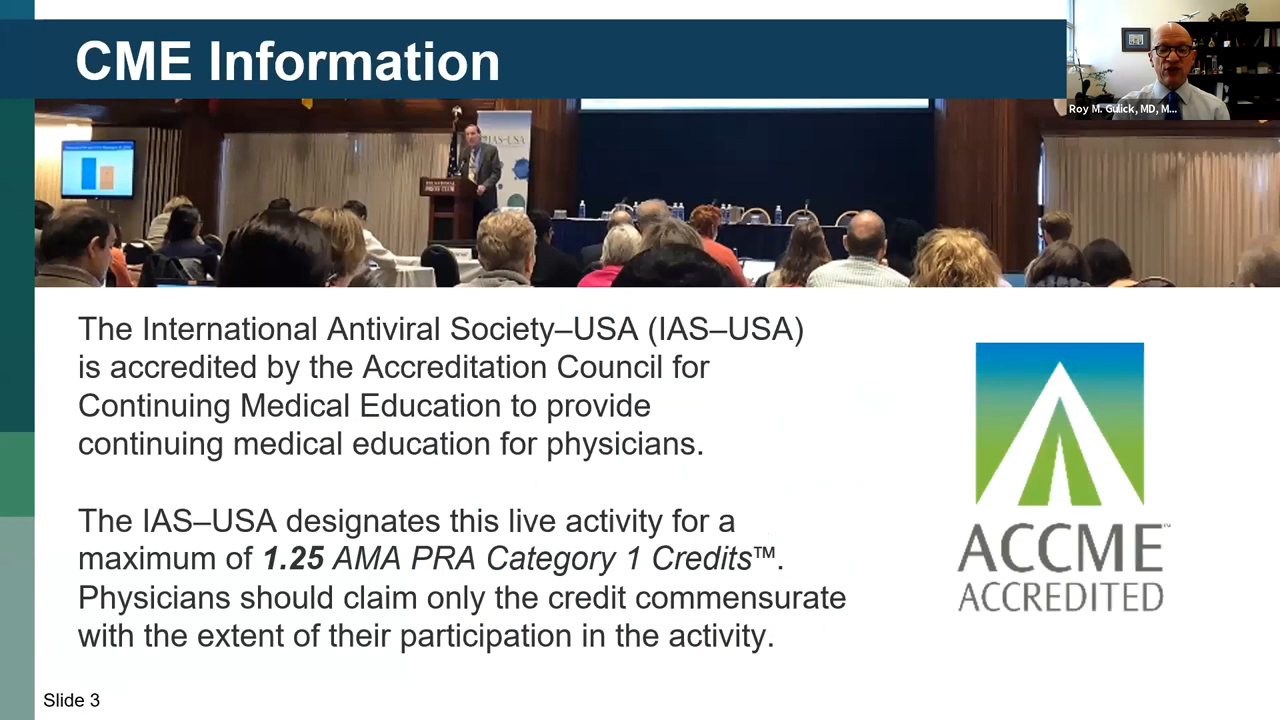 CME Information
Roy M. Gulick, MD, M...
IAS–USA
The International Antiviral Society–USA (IAS–USA)
is accredited by the Accreditation Council for
Continuing Medical Education to provide
continuing medical education for physicians.
The IAS–USA designates this live activity for a
maximum of 1.25 AMA PRA Category 1 Credits™.
Physicians should claim only the credit commensurate
with the extent of their participation in the activity.
ACCME™
ACCREDITED
Slide 3